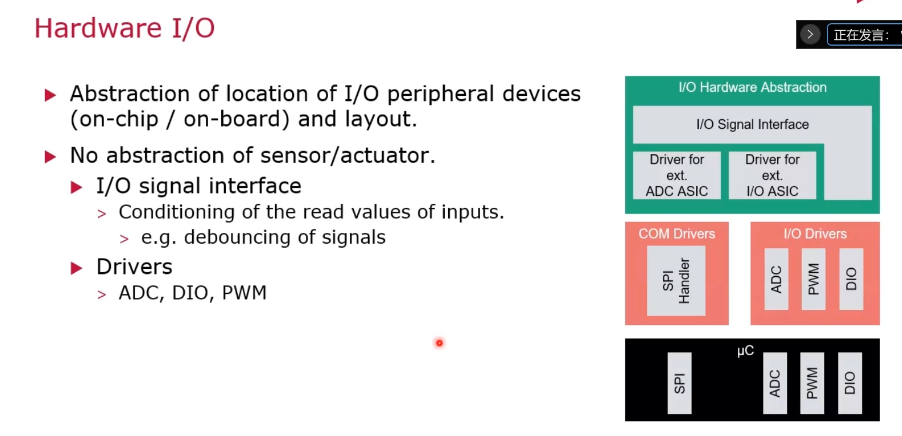 Hardware I/O
正在发言：
Abstraction of location of I/O peripheral devices
(on-chip / on-board) and layout.
No abstraction of sensor/actuator.
I/O signal interface
> Conditioning of the read values of inputs.
> e.g. debouncing of signals
Drivers
> ADC, DIO, PWM
I/O Hardware Abstraction
I/O Signal Interface
Driver for
ext.
ADC ASIC
Driver for
ext.
I/O ASIC
COM Drivers
SPI
Handler
I/O Drivers
ADC
PWM
DIO
µC
SPI
ADC
PWM
DIO